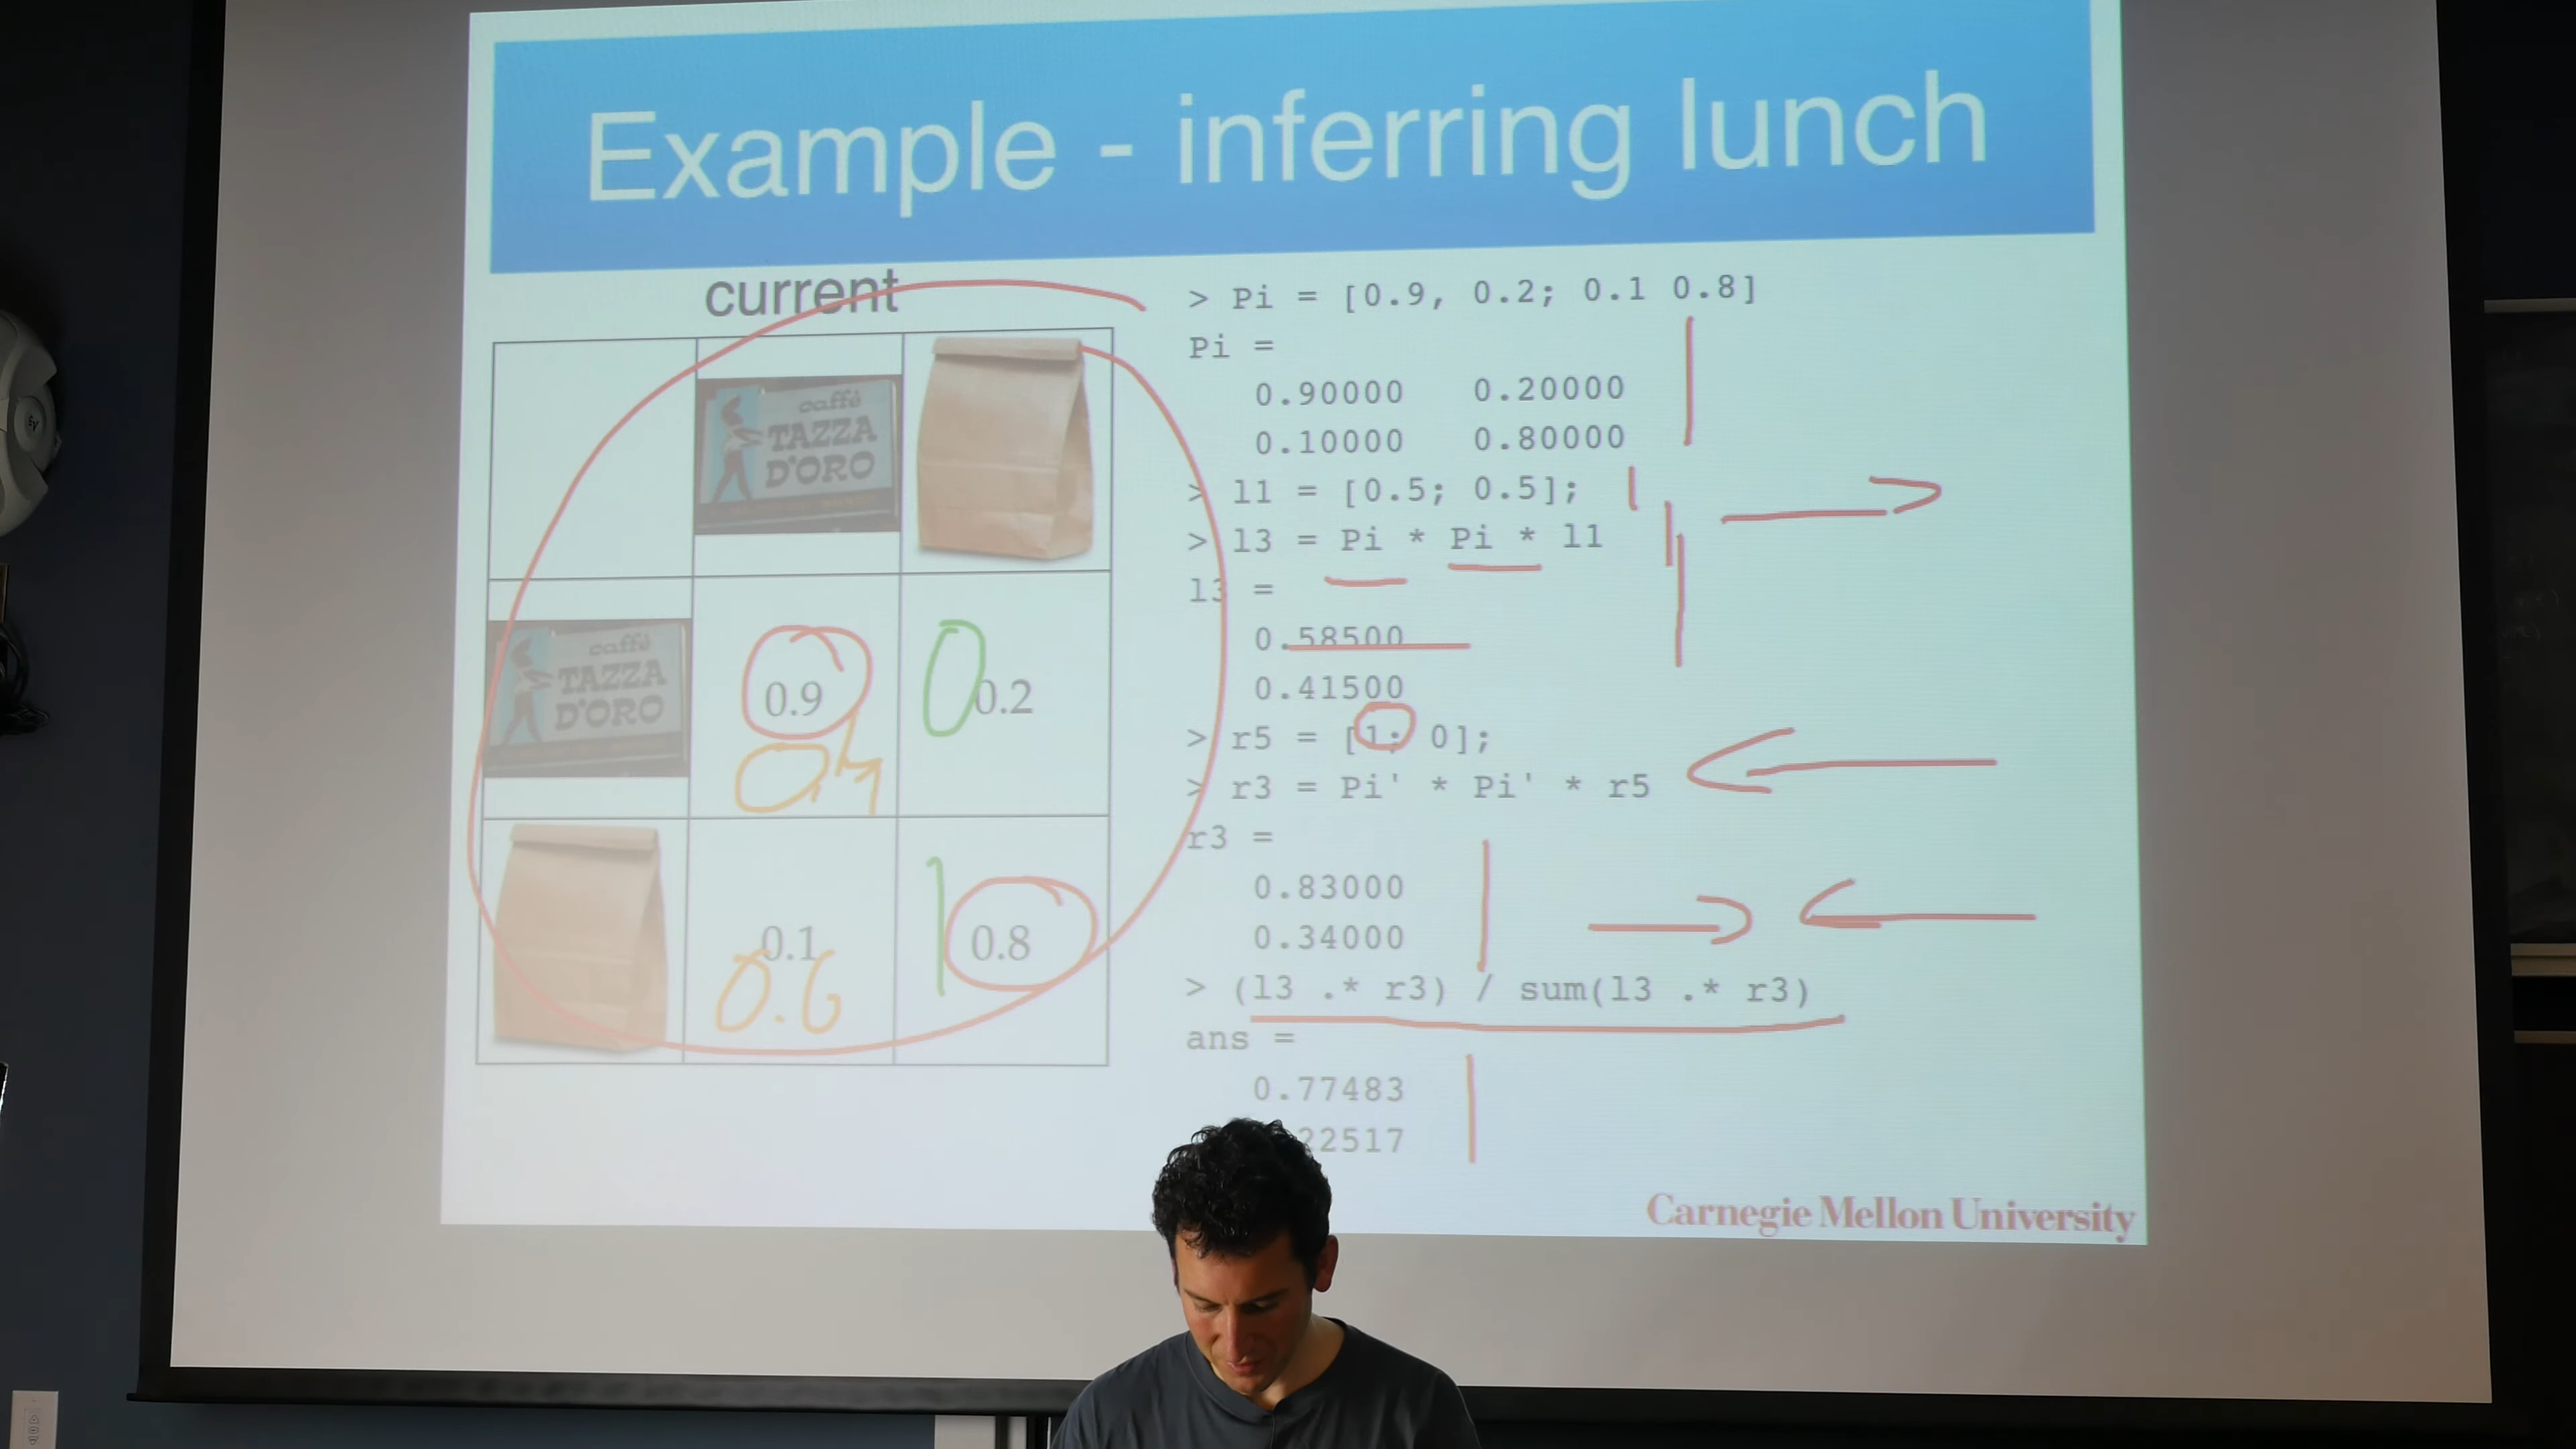 Example - inferring lunch
current
caffè
TAZZA
D'ORO
caffè
TAZZA
D'ORO
0.9
0
0.2
0.1
0.6
1
0.8
> Pi = [0.9, 0.2; 0.1 0.8]
Pi =
0.90000 0.20000
0.10000 0.80000
> l1 = [0.5; 0.5];
> l3 = Pi * Pi * l1
l3 =
0.58500
0.41500
> r5 = [1; 0];
> r3 = Pi' * Pi' * r5
r3 =
0.83000
0.34000
> (l3 .* r3) / sum(l3 .* r3)
ans =
0.77483
22517
Carnegie Mellon University